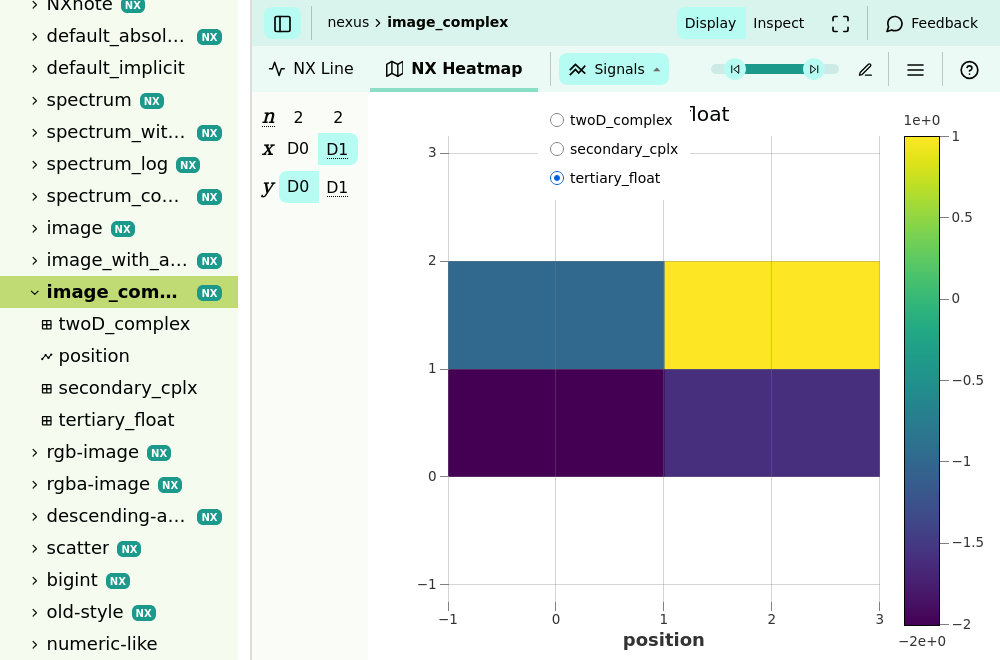 NXnote NX
default_absol... NX
default_implicit
spectrum NX
spectrum_wit... NX
spectrum_log NX
spectrum_co... NX
image NX
image_with_a... NX
image_com... NX
twoD_complex
position
secondary_cplx
tertiary_float
rgb-image NX
rgba-image NX
descending-a... NX
scatter NX
bigint NX
old-style NX
numeric-like
nexus › image_complex
Display Inspect Feedback
NX Line NX Heatmap Signals
n 2 2
x D0 D1
y D0 D1
twoD_complex
secondary_cplx
tertiary_float
float
3
2
1
0
−1
−1 0 1 2 3
position
1e+0
1
0.5
0
−0.5
−1
−1.5
−2
−2e+0